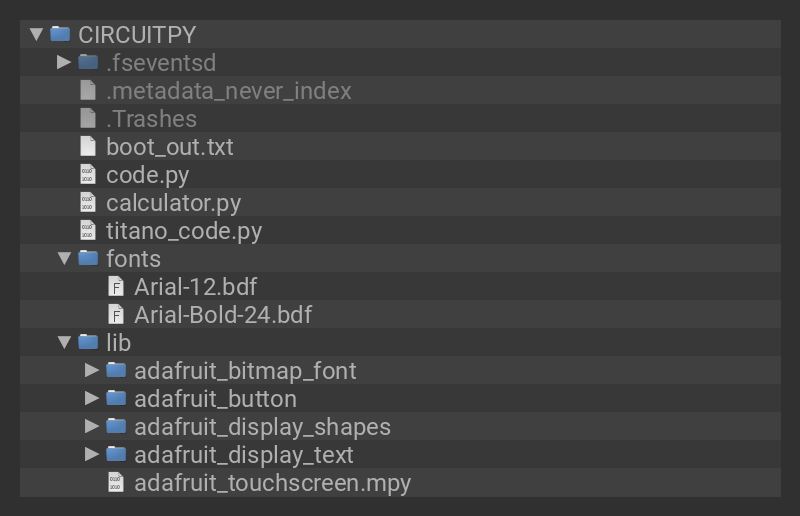 CIRCUITPY
.fseventsd
.metadata_never_index
.Trashes
boot_out.txt
code.py
calculator.py
titano_code.py
fonts
Arial-12.bdf
Arial-Bold-24.bdf
lib
adafruit_bitmap_font
adafruit_button
adafruit_display_shapes
adafruit_display_text
adafruit_touchscreen.mpy